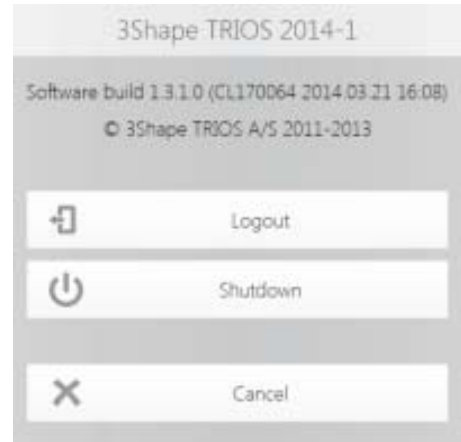 3Shape TRIOS 2014-1
Software build 1.3.1.0 (CL170064 2014.03.21 16:08)
© 3Shape TRIOS A/S 2011-2013
Logout
Shutdown
Cancel